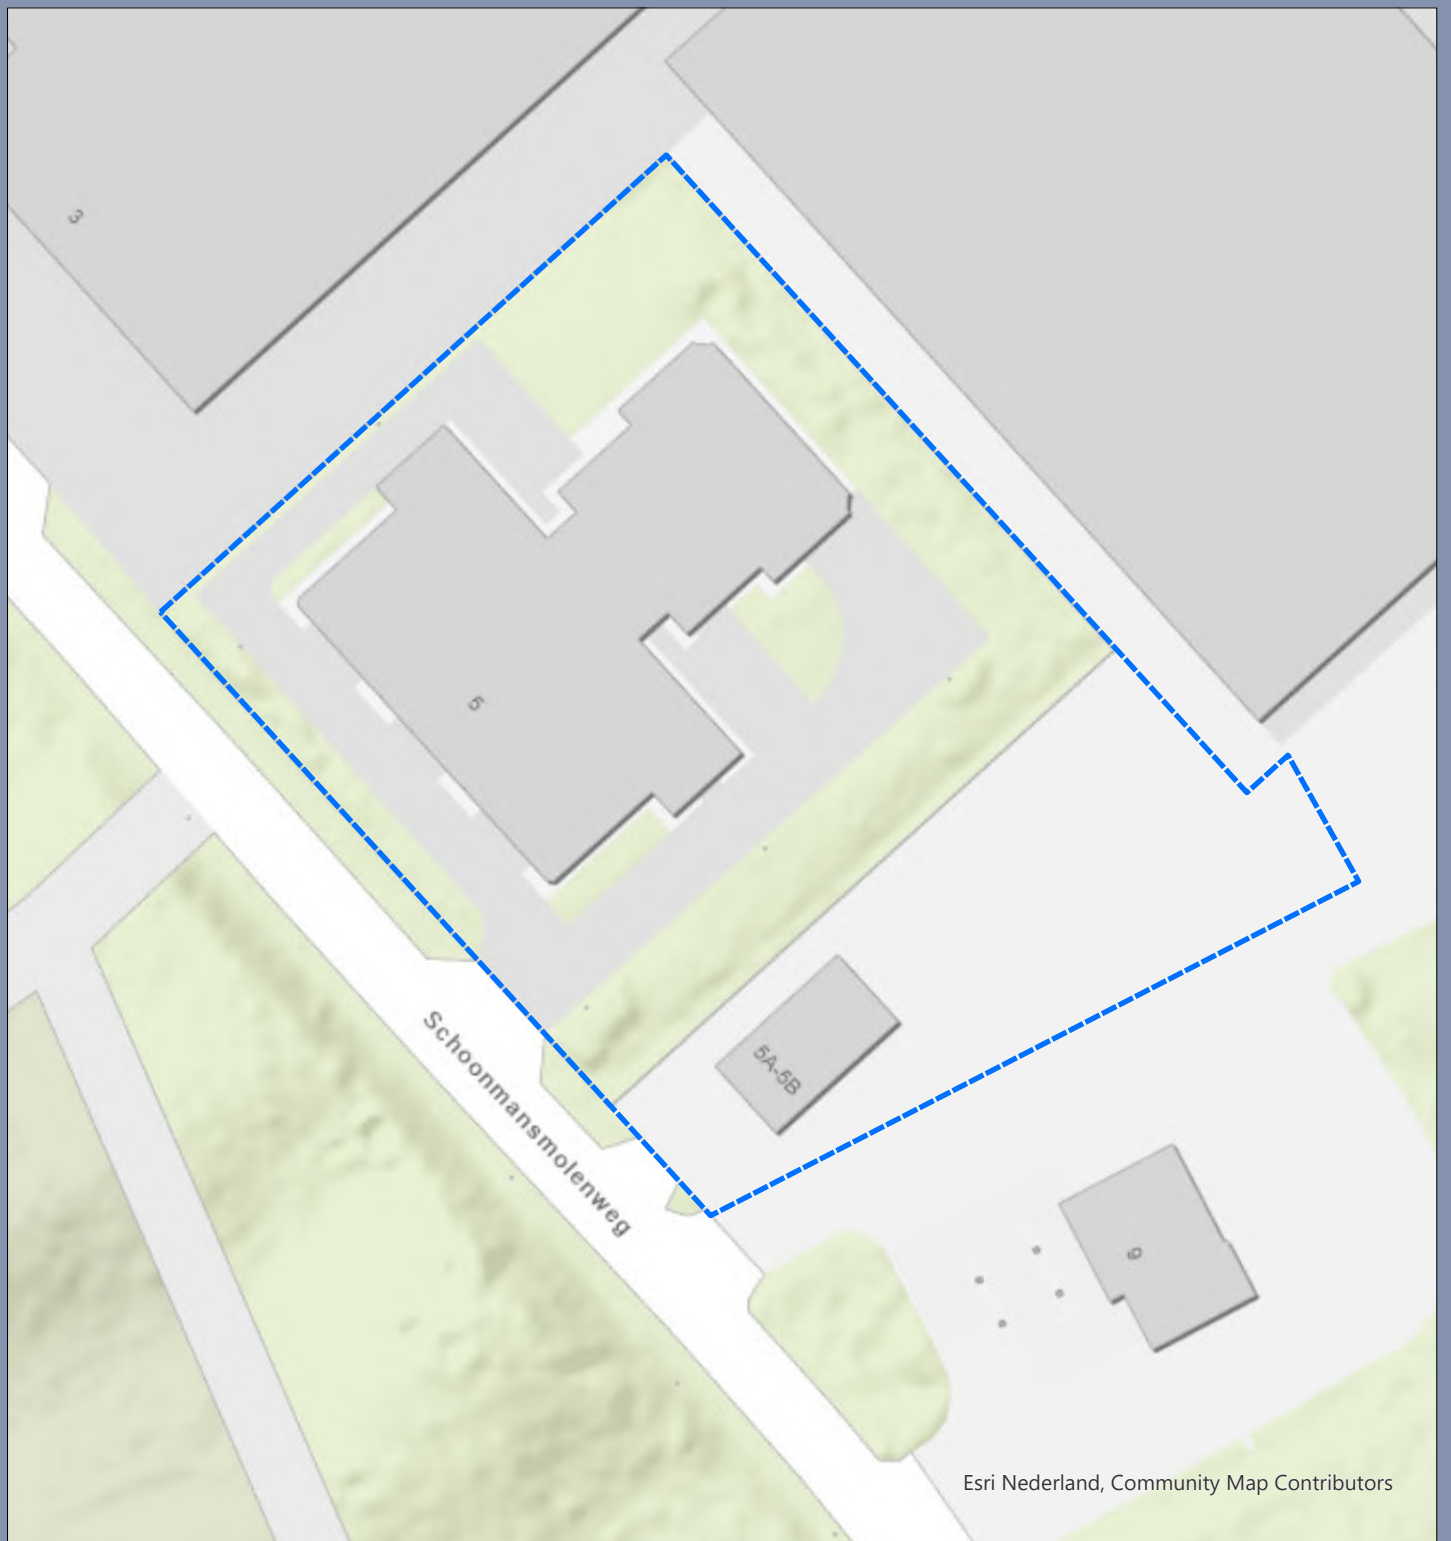 3
5
5A-5B
Schoonmansmolenweg
9
Esri Nederland, Community Map Contributors